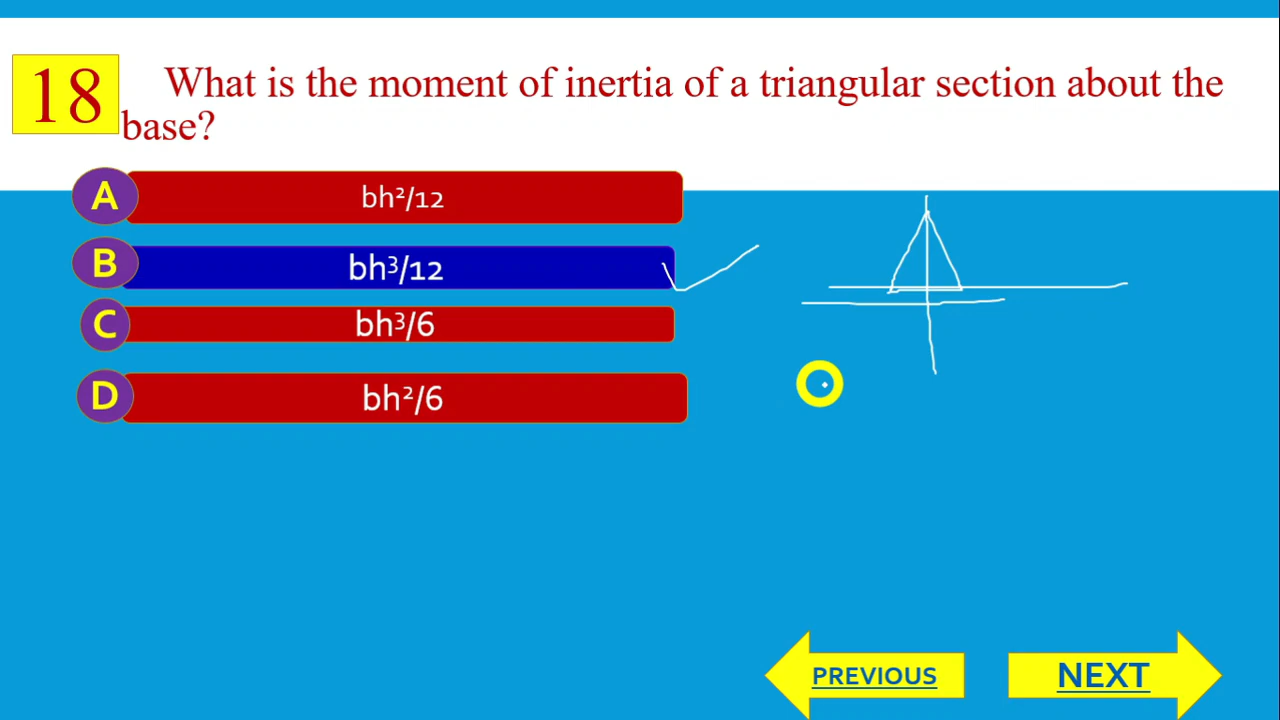 18
What is the moment of inertia of a triangular section about the
base?
A
bh²/12
B
bh³/12
C
bh³/6
D
bh²/6
PREVIOUS
NEXT